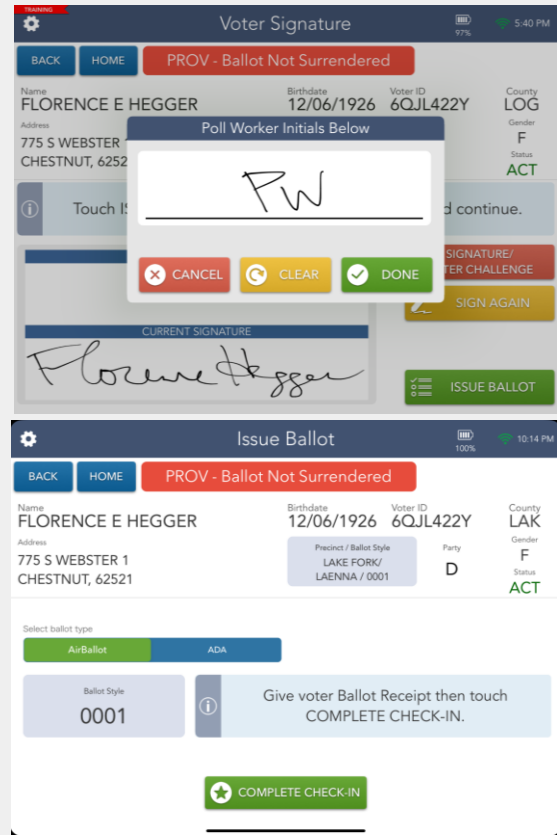 TRAINING
Voter Signature
97%
5:40 PM
BACK
HOME
PROV - Ballot Not Surrendered
Name
FLORENCE E HEGGER
Birthdate
12/06/1926
Voter ID
6QJL422Y
County
LOG
Address
775 S WEBSTER 1
CHESTNUT, 6252
Gender
F
Status
ACT
Poll Worker Initials Below
PW
CANCEL
CLEAR
DONE
Touch
d continue.
SIGNATURE/
TER CHALLENGE
SIGN AGAIN
CURRENT SIGNATURE
Florence Hegger
ISSUE BALLOT
Issue Ballot
100%
10:14 PM
BACK
HOME
PROV - Ballot Not Surrendered
Name
FLORENCE E HEGGER
Birthdate
12/06/1926
Voter ID
6QJL422Y
County
LAK
Address
775 S WEBSTER 1
CHESTNUT, 62521
Precinct / Ballot Style
LAKE FORK/
LAENNA / 0001
Party
D
Gender
F
Status
ACT
Select ballot type
AirBallot
ADA
Ballot Style
0001
Give voter Ballot Receipt then touch
COMPLETE CHECK-IN.
COMPLETE CHECK-IN